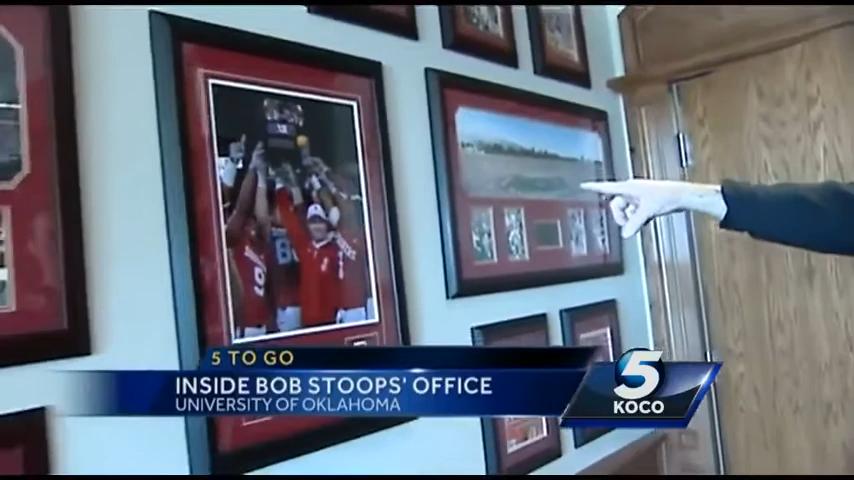 5 TO GO
INSIDE BOB STOOPS' OFFICE
UNIVERSITY OF OKLAHOMA
5
KOCO